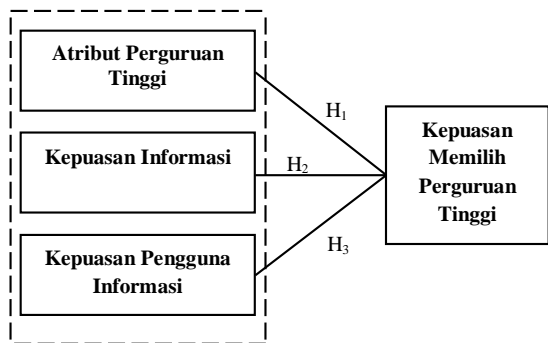 Atribut Perguruan
Tinggi
H1
Kepuasan Informasi
H2
Kepuasan Pengguna
Informasi
H3
Kepuasan
Memilih
Perguruan
Tinggi